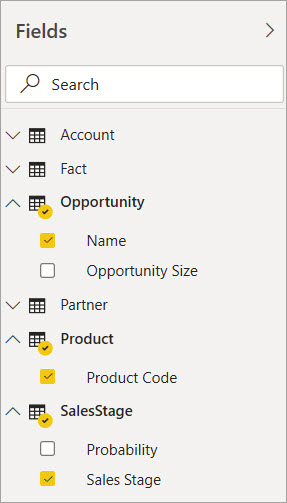 Fields
Search
Account
Fact
Opportunity
Name
Opportunity Size
Partner
Product
Product Code
SalesStage
Probability
Sales Stage